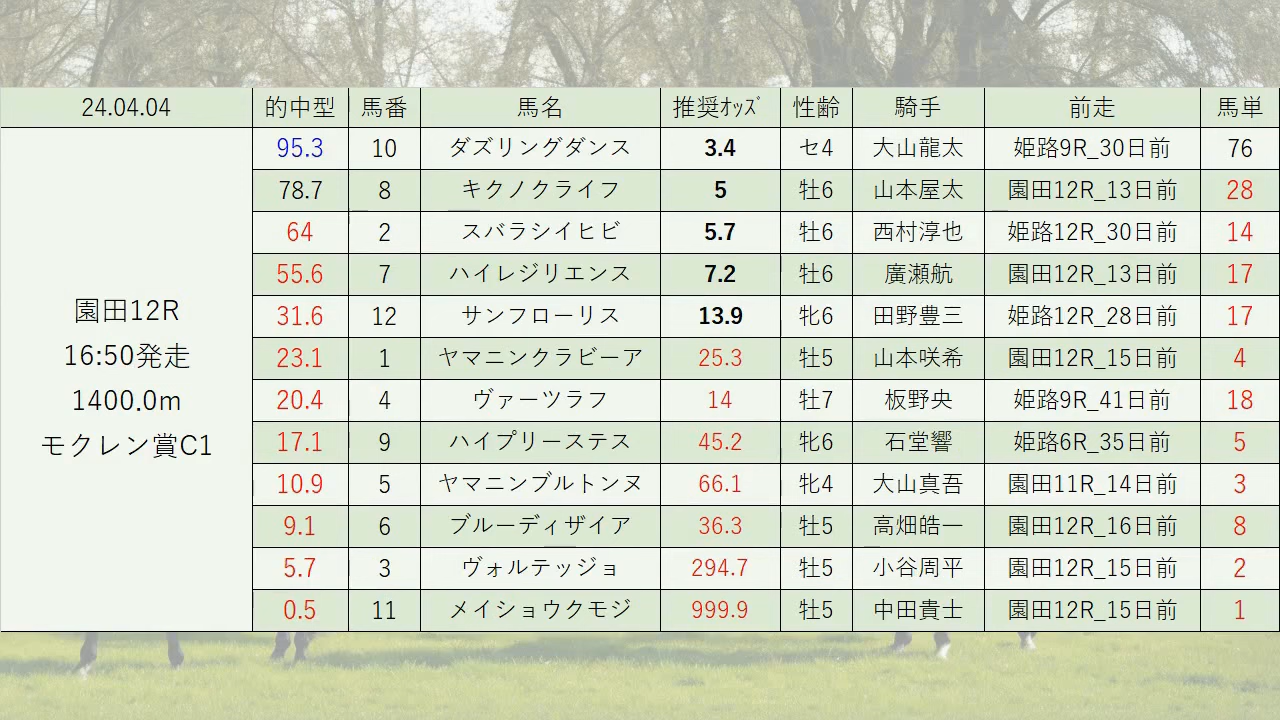 24.04.04 的中型 馬番 馬名 推奨ｵｯｽﾞ 性齢 騎手 前走 馬単
園田12R
16:50発走
1400.0m
モクレン賞C1
95.3 10 ダズリングダンス 3.4 セ4 大山龍太 姫路9R_30日前 76
78.7 8 キクノクライフ 5 牡6 山本屋太 園田12R_13日前 28
64 2 スバラシイヒビ 5.7 牡6 西村淳也 姫路12R_30日前 14
55.6 7 ハイレジリエンス 7.2 牡6 廣瀬航 園田12R_13日前 17
31.6 12 サンフローリス 13.9 牝6 田野豊三 姫路12R_28日前 17
23.1 1 ヤマニンクラビーア 25.3 牡5 山本咲希 園田12R_15日前 4
20.4 4 ヴァーツラフ 14 牡7 板野央 姫路9R_41日前 18
17.1 9 ハイプリーステス 45.2 牝6 石堂響 姫路6R_35日前 5
10.9 5 ヤマニンブルトンヌ 66.1 牝4 大山真吾 園田11R_14日前 3
9.1 6 ブルーディザイア 36.3 牡5 高畑皓一 園田12R_16日前 8
5.7 3 ヴォルテッジョ 294.7 牡5 小谷周平 園田12R_15日前 2
0.5 11 メイショウクモジ 999.9 牡5 中田貴士 園田12R_15日前 1